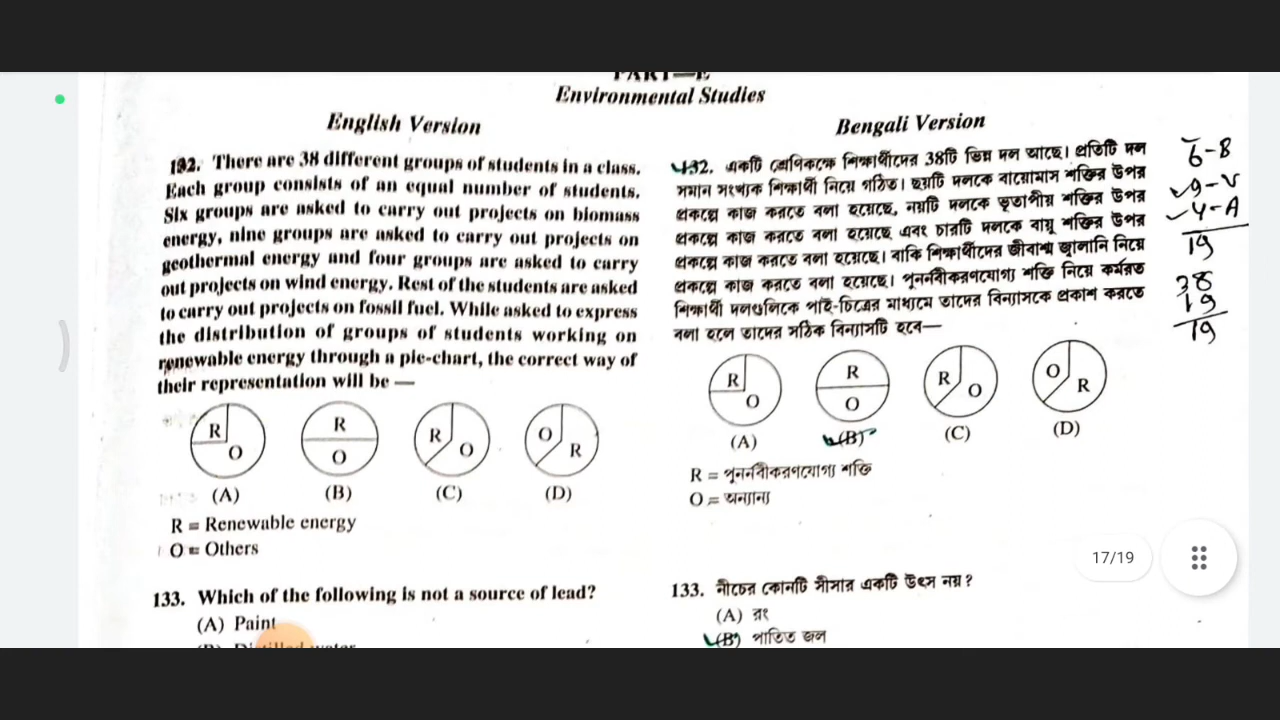 PART—E
Environmental Studies
English Version
132. There are 38 different groups of students in a class.
Each group consists of an equal number of students.
Six groups are asked to carry out projects on biomass
energy, nine groups are asked to carry out projects on
geothermal energy and four groups are asked to carry
out projects on wind energy. Rest of the students are asked
to carry out projects on fossil fuel. While asked to express
the distribution of groups of students working on
renewable energy through a pie-chart, the correct way of
their representation will be —
R O
R O
R O
O R
(A) (B) (C) (D)
R = Renewable energy
O = Others
133. Which of the following is not a source of lead?
(A) Paint
(B) Distilled water
Bengali Version
132. একটি শ্রেণিকক্ষে শিক্ষার্থীদের 38টি ভিন্ন দল আছে। প্রতিটি দল
সমান সংখ্যক শিক্ষার্থী নিয়ে গঠিত। ছয়টি দলকে বায়োমাস শক্তির উপর
প্রকল্পে কাজ করতে বলা হয়েছে, নয়টি দলকে ভূতাপীয় শক্তির উপর
প্রকল্পে কাজ করতে বলা হয়েছে এবং চারটি দলকে বায়ু শক্তির উপর
প্রকল্পে কাজ করতে বলা হয়েছে। বাকি শিক্ষার্থীদের জীবাশ্ম জ্বালানি নিয়ে
প্রকল্পে কাজ করতে বলা হয়েছে। পুনর্নবীকরণযোগ্য শক্তি নিয়ে কর্মরত
শিক্ষার্থী দলগুলিকে পাই-চিত্রের মাধ্যমে তাদের বিন্যাসকে প্রকাশ করতে
বলা হলে তাদের সঠিক বিন্যাসটি হবে—
R O
R O
R O
O R
(A) (B) (C) (D)
R = পুনর্নবীকরণযোগ্য শক্তি
O = অন্যান্য
133. নীচের কোনটি সীসার একটি উৎস নয়?
(A) রং
(B) পাতিত জল
6-B
9-V
4-A
19
38
19
19
17/19